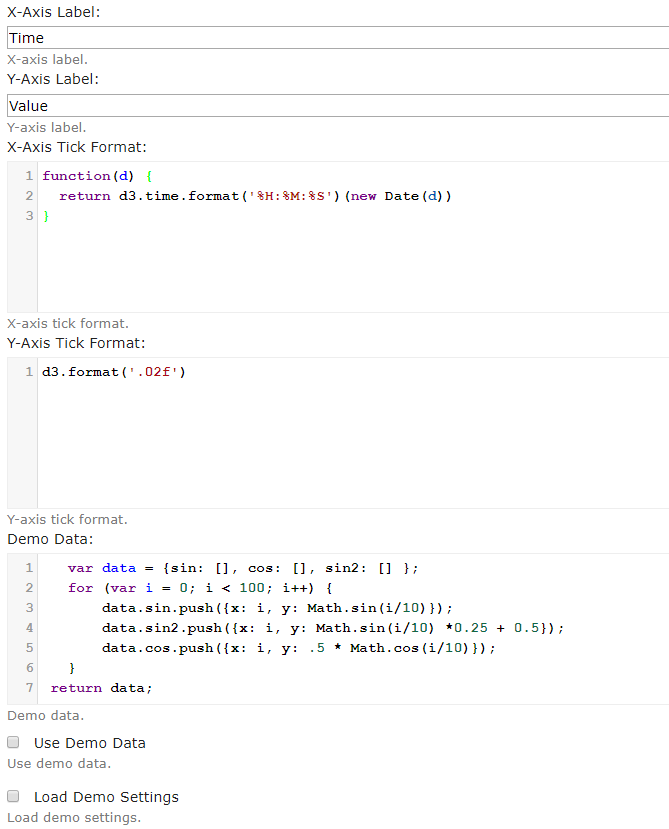 X-Axis Label:
Time
X-axis label.
Y-Axis Label:
Value
Y-axis label.
X-Axis Tick Format:
1 function(d) {
2   return d3.time.format('%H:%M:%S')(new Date(d))
3 }
X-axis tick format.
Y-Axis Tick Format:
1 d3.format('.02f')
Y-axis tick format.
Demo Data:
1    var data = {sin: [], cos: [], sin2: [] };
2    for (var i = 0; i < 100; i++) {
3        data.sin.push({x: i, y: Math.sin(i/10)});
4        data.sin2.push({x: i, y: Math.sin(i/10) *0.25 + 0.5});
5        data.cos.push({x: i, y: .5 * Math.cos(i/10)});
6    }
7  return data;
Demo data.
Use Demo Data
Use demo data.
Load Demo Settings
Load demo settings.